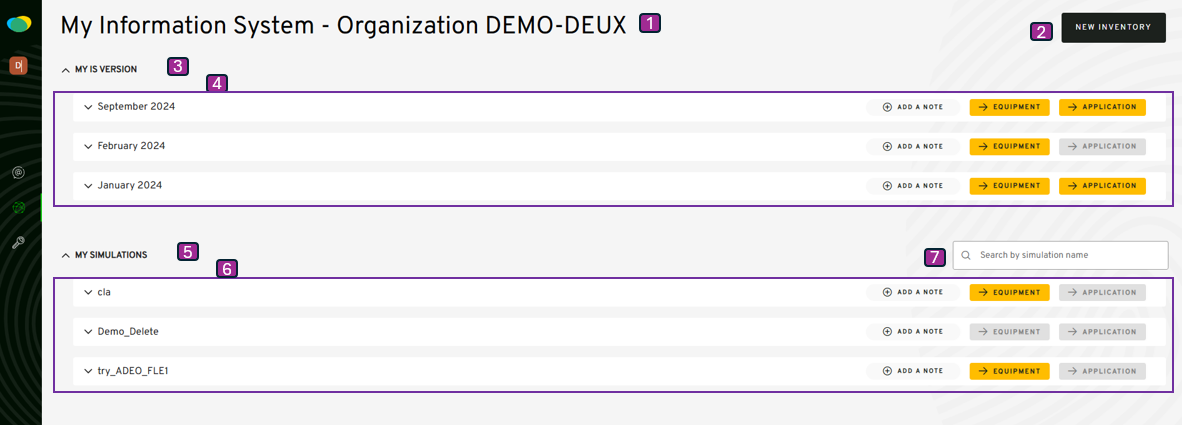 My Information System - Organization DEMO-DEUX 1
2 NEW INVENTORY
D
MY IS VERSION 3
4
September 2024 ADD A NOTE EQUIPMENT APPLICATION
February 2024 ADD A NOTE EQUIPMENT APPLICATION
January 2024 ADD A NOTE EQUIPMENT APPLICATION
MY SIMULATIONS 5
6
7 Search by simulation name
cla ADD A NOTE EQUIPMENT APPLICATION
Demo_Delete ADD A NOTE EQUIPMENT APPLICATION
try_ADEO_FLE1 ADD A NOTE EQUIPMENT APPLICATION